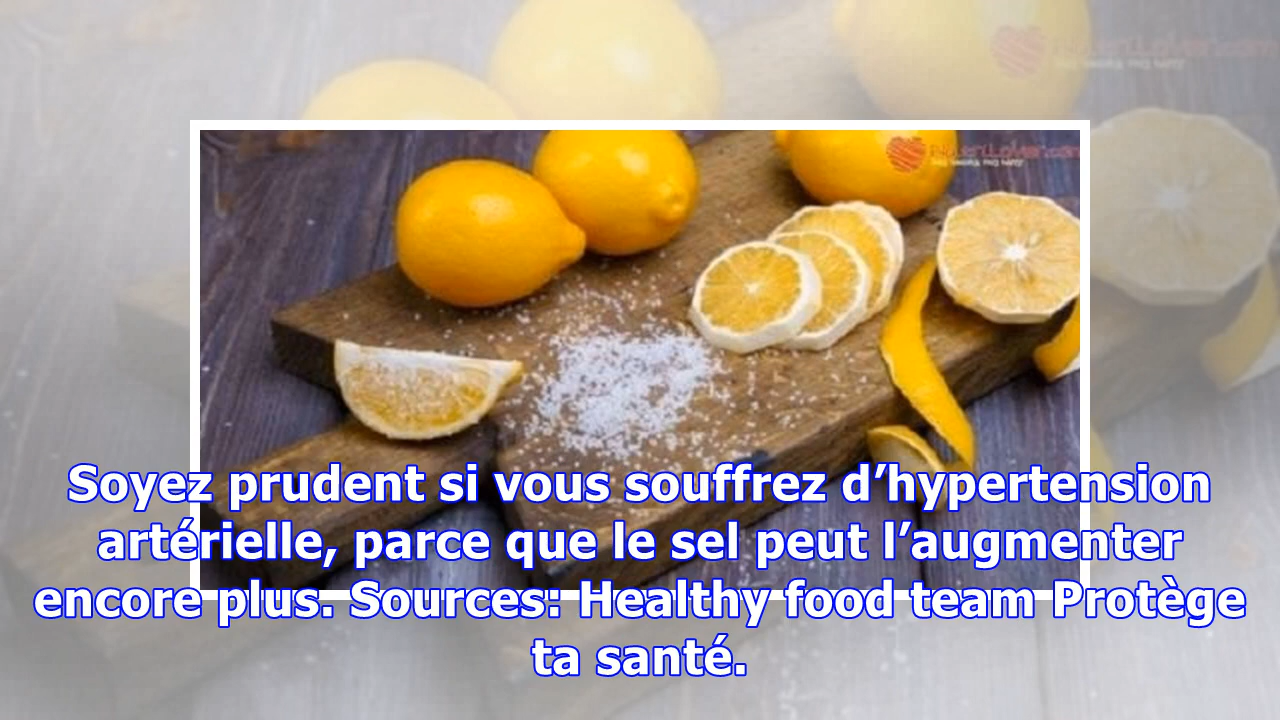 Soyez prudent si vous souffrez d’hypertension
artérielle, parce que le sel peut l’augmenter
encore plus. Sources: Healthy food team Protège
ta santé.